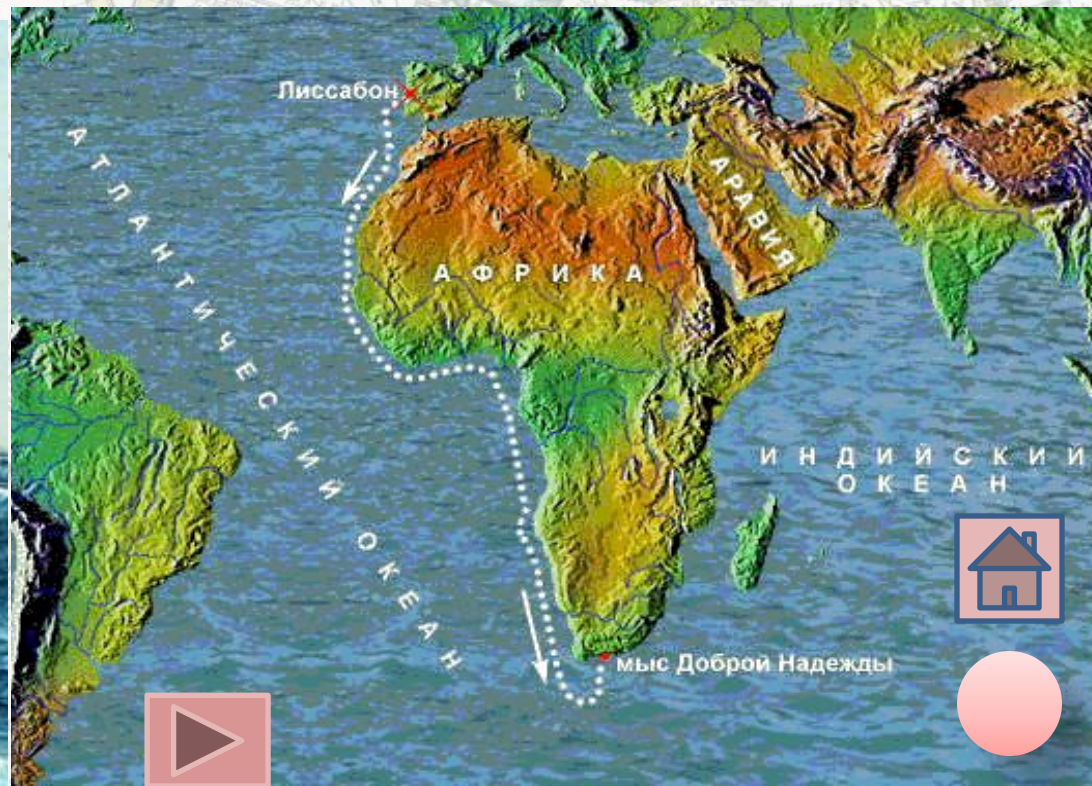 Лиссабон
АТЛАНТИЧЕСКИЙ ОКЕАН
АФРИКА
АРАВИЯ
ИНДИЙСКИЙ
ОКЕАН
мыс Доброй Надежды